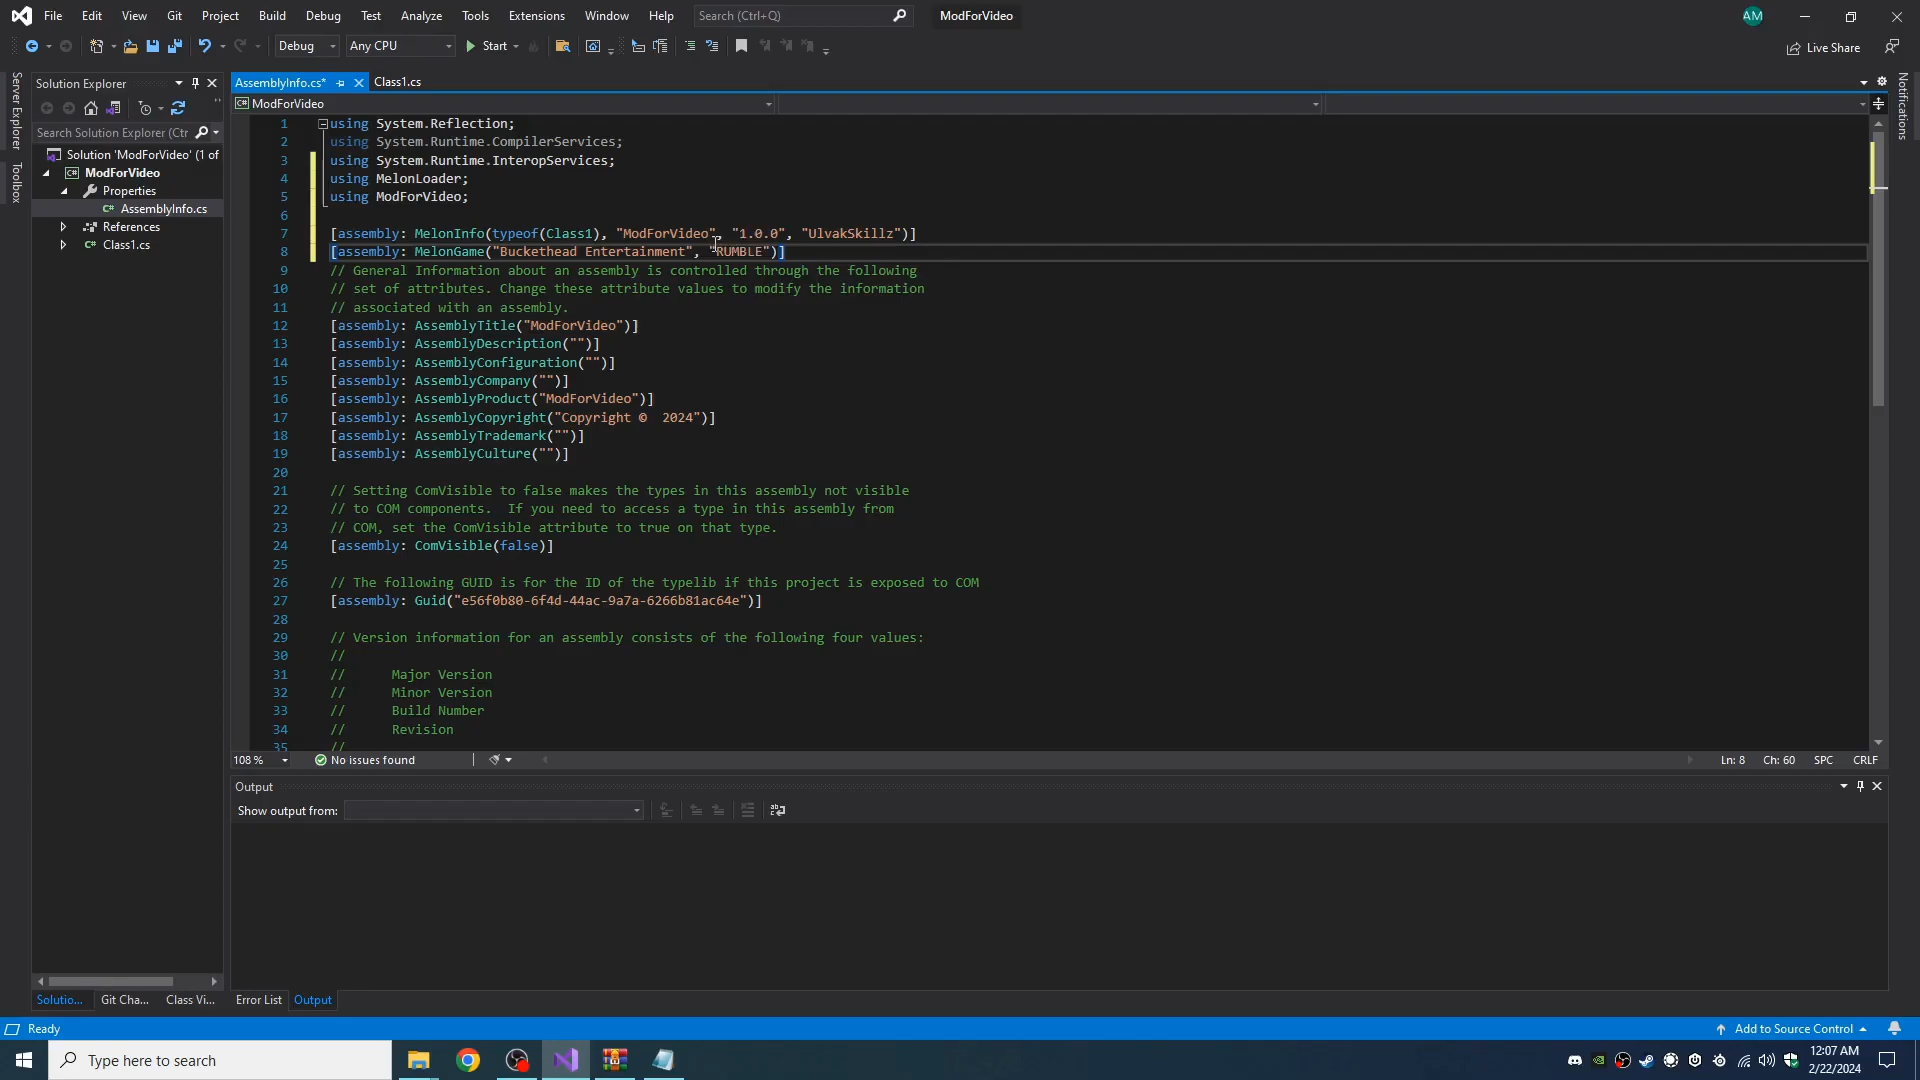 File Edit View Git Project Build Debug Test Analyze Tools Extensions Window Help Search (Ctrl+Q) ModForVideo AM
Debug Any CPU Start Live Share
Server Explorer
Toolbox
Notifications
Solution Explorer
Search Solution Explorer (Ctr
Solution 'ModForVideo' (1 of
ModForVideo
Properties
AssemblyInfo.cs
References
Class1.cs
AssemblyInfo.cs* Class1.cs
ModForVideo
1 using System.Reflection;
2 using System.Runtime.CompilerServices;
3 using System.Runtime.InteropServices;
4 using MelonLoader;
5 using ModForVideo;
6
7 [assembly: MelonInfo(typeof(Class1), "ModForVideo", "1.0.0", "UlvakSkillz")]
8 [assembly: MelonGame("Buckethead Entertainment", "RUMBLE")]
9 // General Information about an assembly is controlled through the following
10 // set of attributes. Change these attribute values to modify the information
11 // associated with an assembly.
12 [assembly: AssemblyTitle("ModForVideo")]
13 [assembly: AssemblyDescription("")]
14 [assembly: AssemblyConfiguration("")]
15 [assembly: AssemblyCompany("")]
16 [assembly: AssemblyProduct("ModForVideo")]
17 [assembly: AssemblyCopyright("Copyright ©  2024")]
18 [assembly: AssemblyTrademark("")]
19 [assembly: AssemblyCulture("")]
20
21 // Setting ComVisible to false makes the types in this assembly not visible
22 // to COM components.  If you need to access a type in this assembly from
23 // COM, set the ComVisible attribute to true on that type.
24 [assembly: ComVisible(false)]
25
26 // The following GUID is for the ID of the typelib if this project is exposed to COM
27 [assembly: Guid("e56f0b80-6f4d-44ac-9a7a-6266b81ac64e")]
28
29 // Version information for an assembly consists of the following four values:
30 //
31 //      Major Version
32 //      Minor Version
33 //      Build Number
34 //      Revision
35 //
108 % No issues found Ln: 8 Ch: 60 SPC CRLF
Output
Show output from:
Solutio... Git Cha... Class Vi... Error List Output
Ready Add to Source Control
Type here to search
12:07 AM
2/22/2024